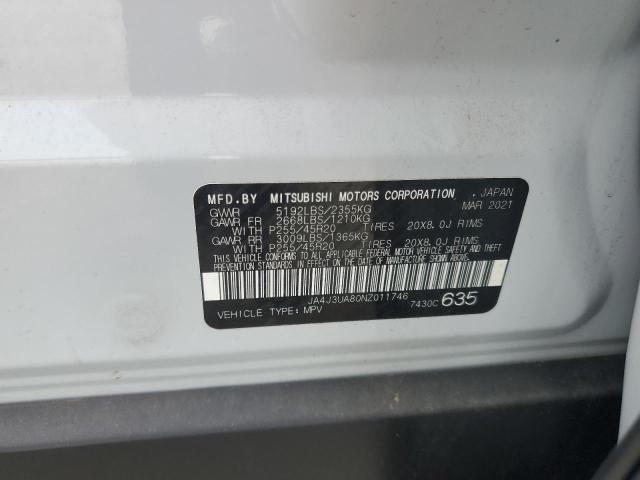 MFD.BY MITSUBISHI MOTORS CORPORATION , JAPAN
GVWR 5192LBS/2355KG MAR 2021
GAWR FR 2668LBS/1210KG
WITH P255/45R20 TIRES 20X8.0J RIMS
GAWR RR 3009LBS/1365KG
WITH P255/45R20 TIRES 20X8.0J RIMS
THIS VEHICLE CONFORMS TO ALL APPLICABLE FEDERAL MOTOR VEHICLE SAFETY AND THEFT
PREVENTION STANDARDS IN EFFECT ON THE DATE OF MANUFACTURE SHOWN ABOVE.
JA4J3UA80NZ011746
VEHICLE TYPE: MPV 7430C 635